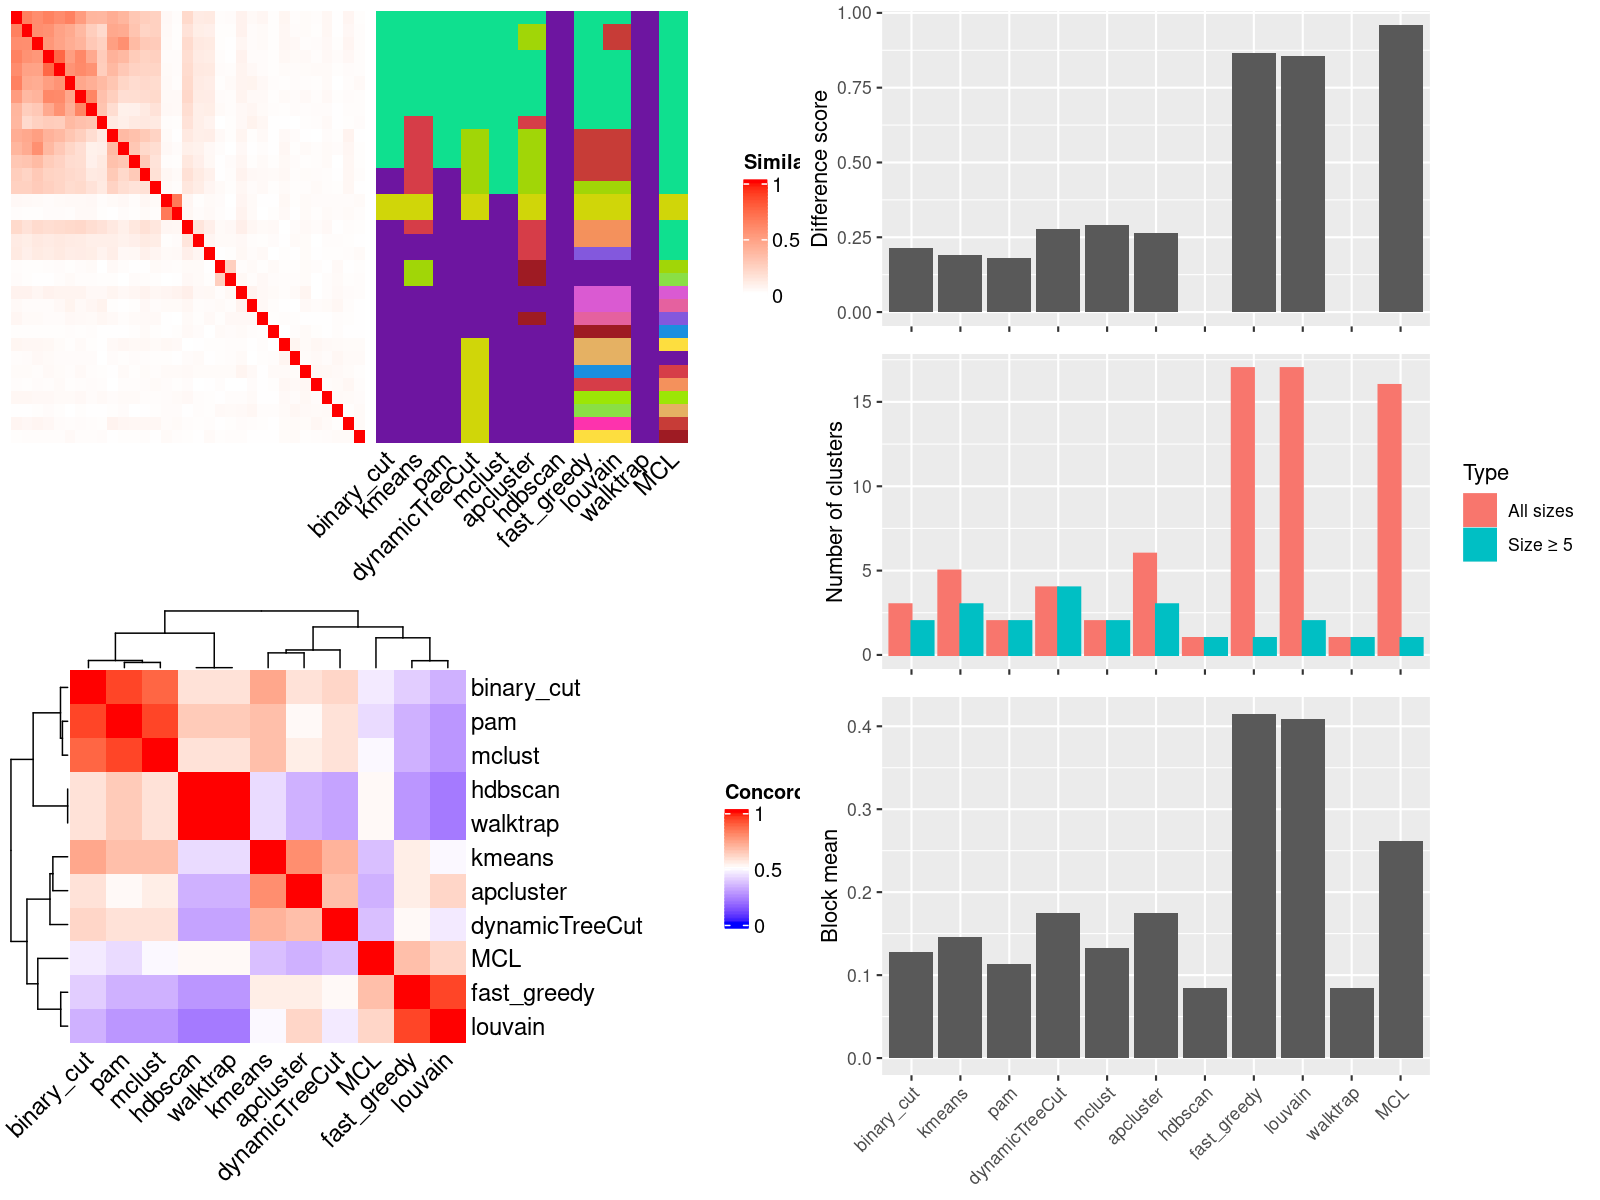 Simila
1
0.5
0
binary_cut
kmeans
pam
dynamicTreeCut
mclust
apcluster
hdbscan
fast_greedy
louvain
walktrap
MCL
binary_cut
pam
mclust
hdbscan
walktrap
kmeans
apcluster
dynamicTreeCut
MCL
fast_greedy
louvain
binary_cut
pam
mclust
hdbscan
walktrap
kmeans
apcluster
dynamicTreeCut
MCL
fast_greedy
louvain
Concord
1
0.5
0
Difference score
1.00
0.75
0.50
0.25
0.00
Number of clusters
15
10
5
0
Type
All sizes
Size ≥ 5
Block mean
0.4
0.3
0.2
0.1
0.0
binary_cut
kmeans
pam
dynamicTreeCut
mclust
apcluster
hdbscan
fast_greedy
louvain
walktrap
MCL